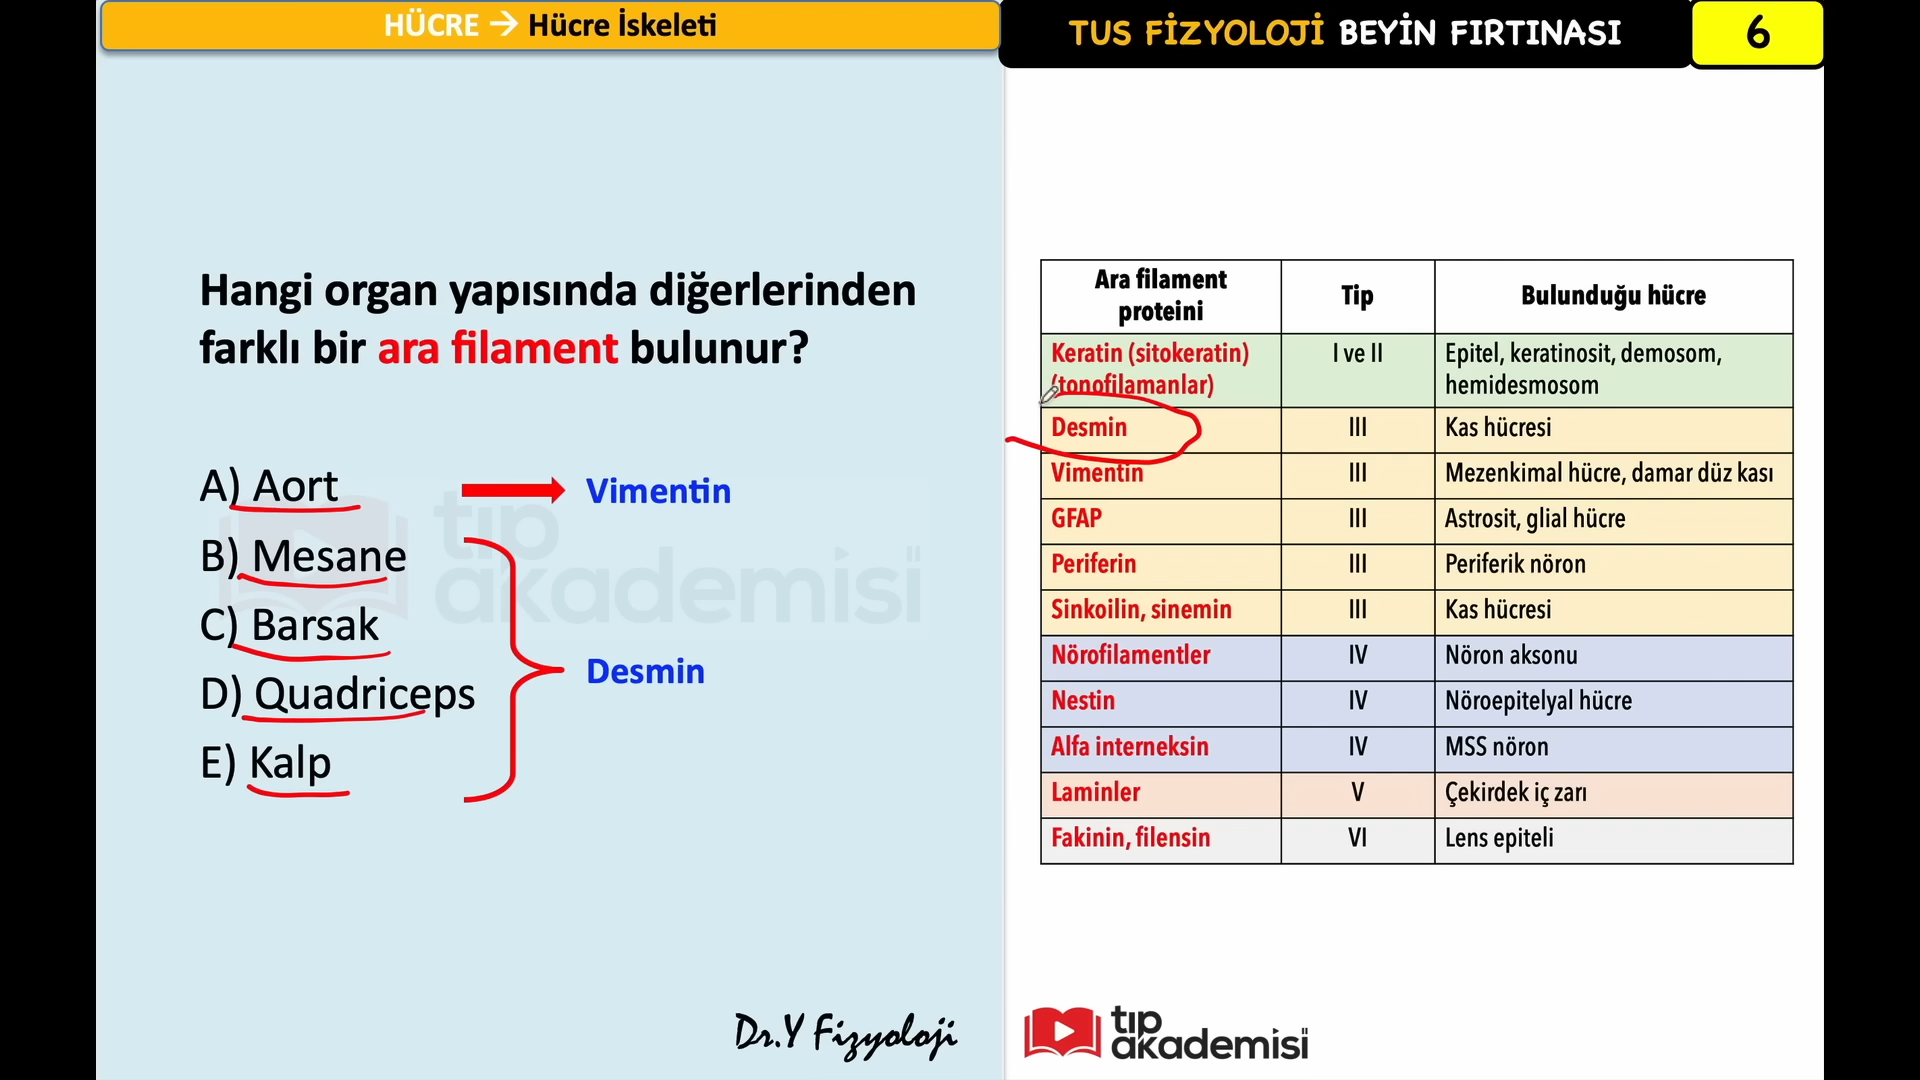 HÜCRE → Hücre İskeleti
TUS FİZYOLOJİ BEYİN FIRTINASI
6
Hangi organ yapısında diğerlerinden
farklı bir ara filament bulunur?
A) Aort
Vimentin
B) Mesane
C) Barsak
D) Quadriceps
E) Kalp
Desmin
tıp
akademisi
Dr.Y Fizyoloji
Ara filament proteini | Tip | Bulunduğu hücre
Keratin (sitokeratin) (tonofilamanlar) | I ve II | Epitel, keratinosit, demosom, hemidesmosom
Desmin | III | Kas hücresi
Vimentin | III | Mezenkimal hücre, damar düz kası
GFAP | III | Astrosit, glial hücre
Periferin | III | Periferik nöron
Sinkoilin, sinemin | III | Kas hücresi
Nörofilamentler | IV | Nöron aksonu
Nestin | IV | Nöroepitelyal hücre
Alfa interneksin | IV | MSS nöron
Laminler | V | Çekirdek iç zarı
Fakinin, filensin | VI | Lens epiteli
tıp
akademisi